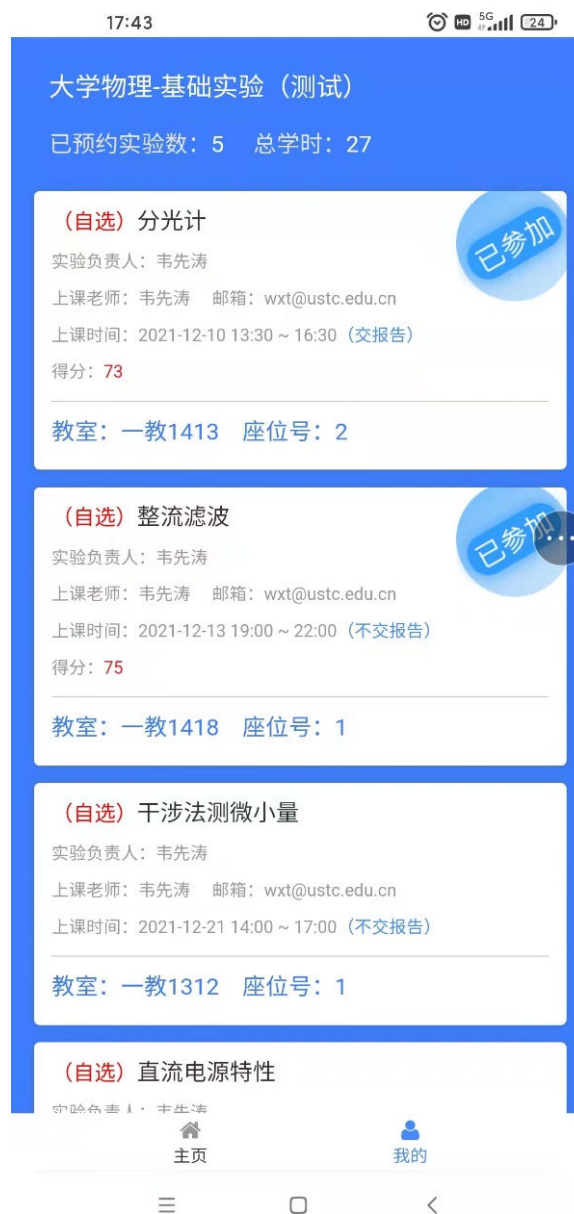 17:43
HD 5G 24
大学物理-基础实验（测试）
已预约实验数：5 总学时：27
（自选）分光计
已参加
实验负责人：韦先涛
上课老师：韦先涛 邮箱：wxt@ustc.edu.cn
上课时间：2021-12-10 13:30 ~ 16:30（交报告）
得分：73
教室：一教1413 座位号：2
（自选）整流滤波
已参加
实验负责人：韦先涛
上课老师：韦先涛 邮箱：wxt@ustc.edu.cn
上课时间：2021-12-13 19:00 ~ 22:00（不交报告）
得分：75
教室：一教1418 座位号：1
（自选）干涉法测微小量
实验负责人：韦先涛
上课老师：韦先涛 邮箱：wxt@ustc.edu.cn
上课时间：2021-12-21 14:00 ~ 17:00（不交报告）
教室：一教1312 座位号：1
（自选）直流电源特性
主页 我的